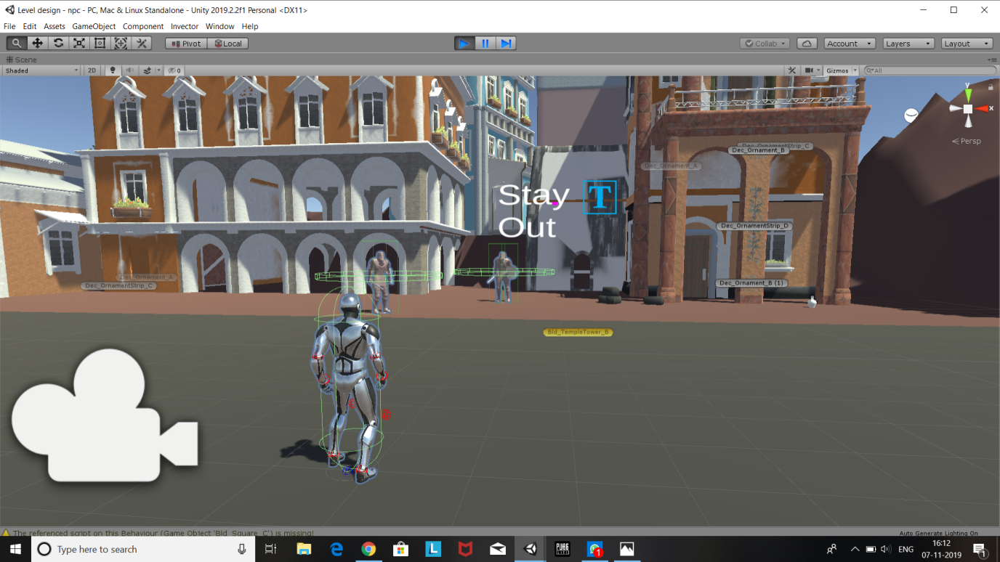 Level design - npc - PC, Mac & Linux Standalone - Unity 2019.2.2f1 Personal <DX11>
File Edit Assets GameObject Component Invector Window Help
Pivot Local Collab Account Layers Layout
Scene
Shaded 2D 0 Gizmos All
y
x
Persp
Dec_OrnamentStrip_C
Dec_Ornament_B
Dec_Ornament_A
Stay
Out
T
Dec_OrnamentStrip_D
Dec_Ornament_A
Dec_OrnamentStrip_C
Dec_Ornament_B (1)
Bld_TempleTower_B
The referenced script on this Behaviour (Game Object 'Bld_Square_C') is missing!
Auto Generate Lighting On
Type here to search
L
PUBG
1
ENG
16:12
07-11-2019
1